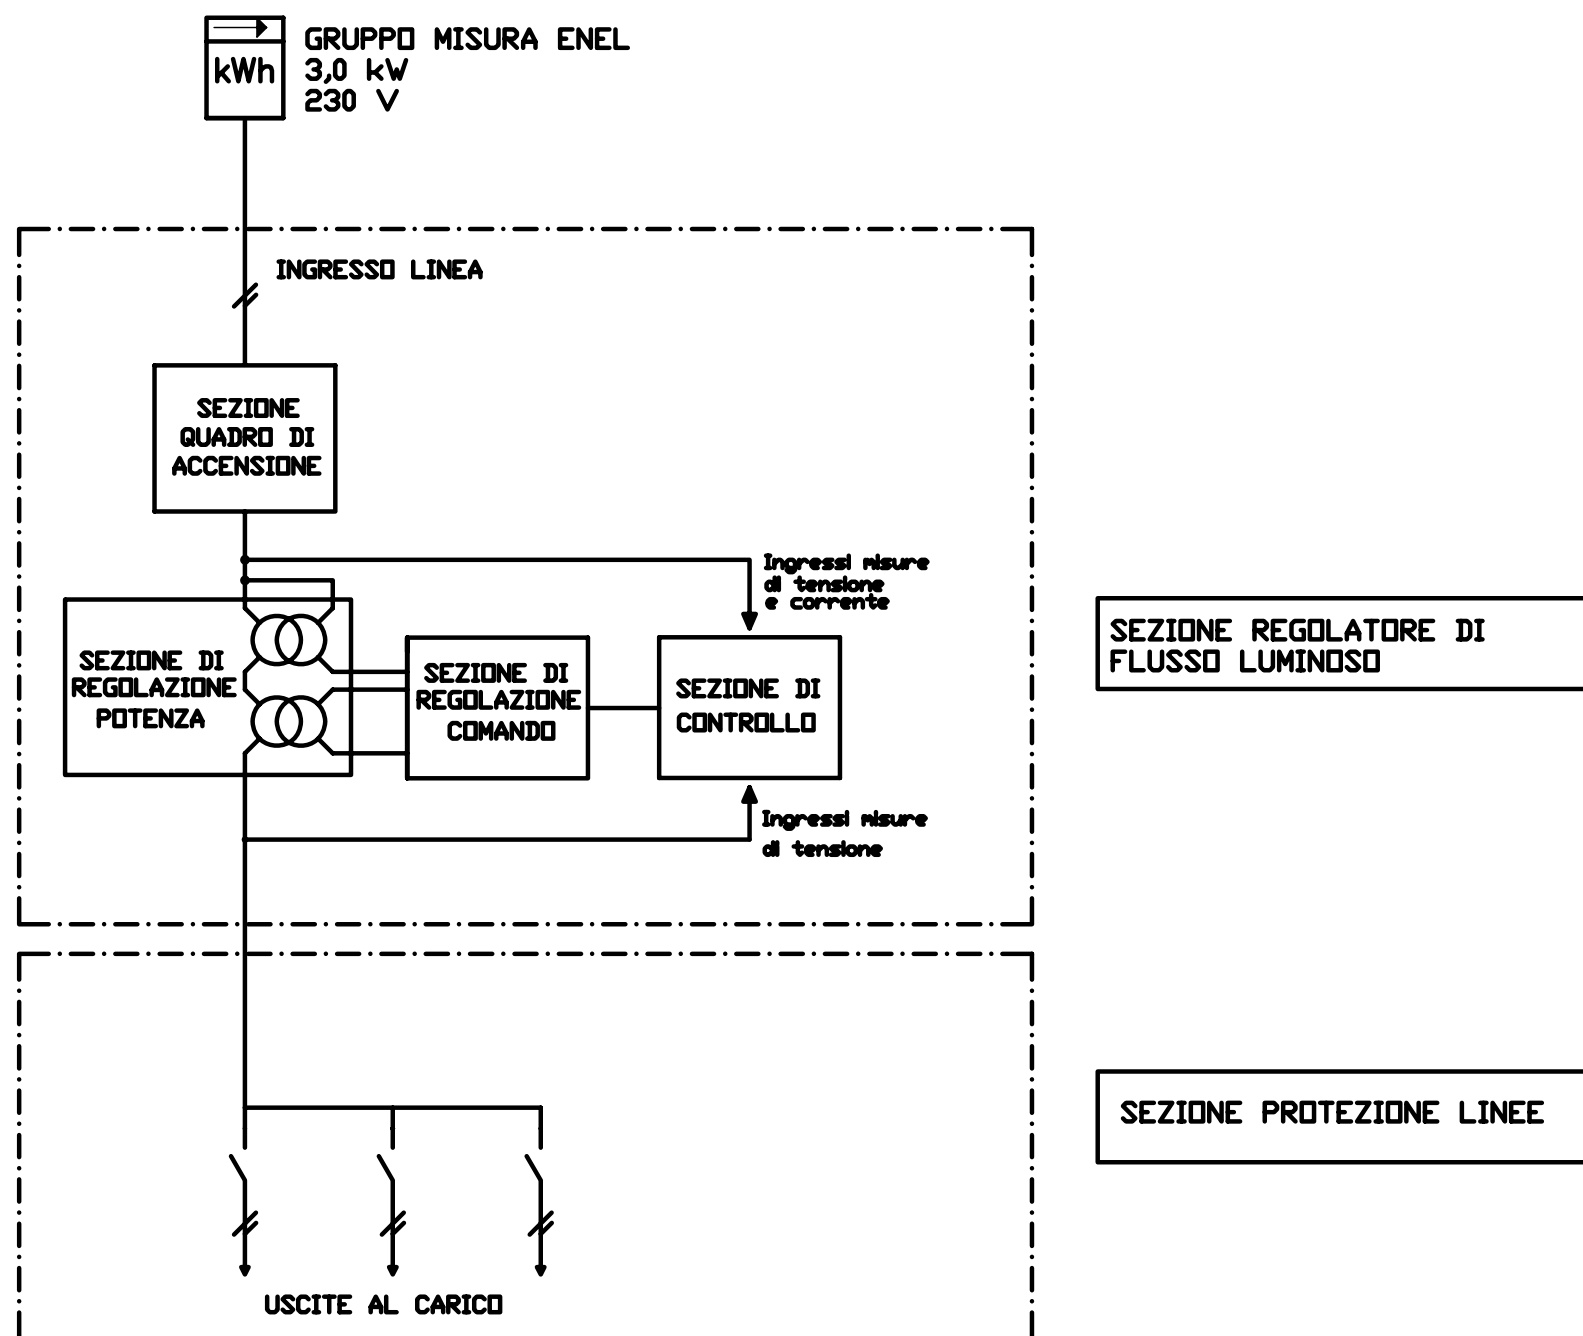 GRUPPO MISURA ENEL
kWh
3,0 kW
230 V
INGRESSO LINEA
SEZIONE
QUADRO DI
ACCENSIONE
Ingressi misure
di tensione
e corrente
SEZIONE DI
REGOLAZIONE
POTENZA
SEZIONE DI
REGOLAZIONE
COMANDO
SEZIONE DI
CONTROLLO
SEZIONE REGOLATORE DI
FLUSSO LUMINOSO
Ingressi misure
di tensione
SEZIONE PROTEZIONE LINEE
USCITE AL CARICO